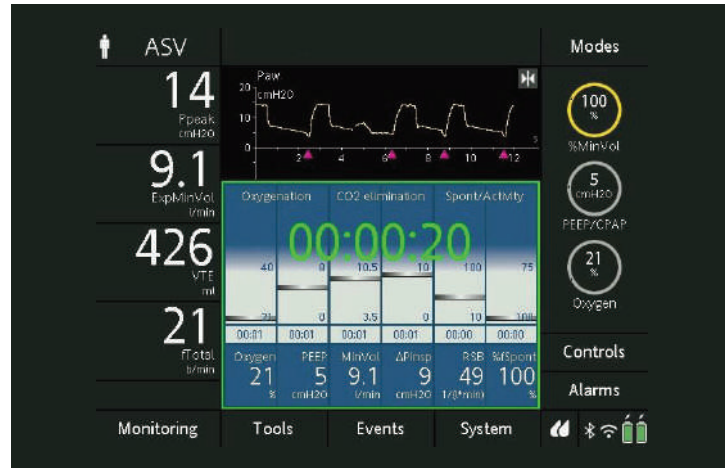 ASV
Modes
14
Ppeak
cmH2O
Paw
20 cmH2O
10
0
2 4 6 8 10 12 s
100
%
%MinVol
9.1
ExpMinVol
l/min
5
cmH2O
PEEP/CPAP
Oxygenation CO2 elimination Spont/Activity
00:00:20
426
VTE
ml
40 8 10.5 10 100 75
21
%
Oxygen
21 0 3.5 0 10 100
00:01 00:01 00:01 00:01 00:00 00:00
21
fTotal
b/min
Oxygen PEEP MinVol ΔPinsp RSB %fSpont
21 5 9.1 9 49 100
% cmH2O l/min cmH2O 1/(l*min) %
Controls
Alarms
Monitoring Tools Events System